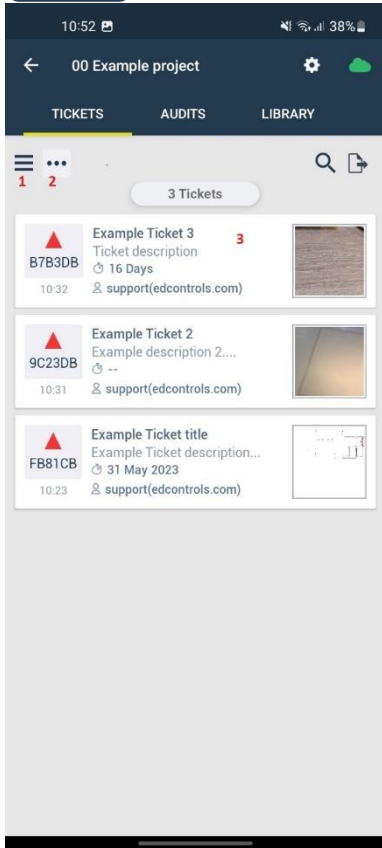 10:52 38%
00 Example project
TICKETS AUDITS LIBRARY
1 2
3 Tickets
Example Ticket 3 3
Ticket description
B7B3DB 16 Days
10:32 support(edcontrols.com)
Example Ticket 2
Example description 2....
9C23DB --
10:31 support(edcontrols.com)
Example Ticket title
Example Ticket description...
FB81CB 31 May 2023
10:23 support(edcontrols.com)